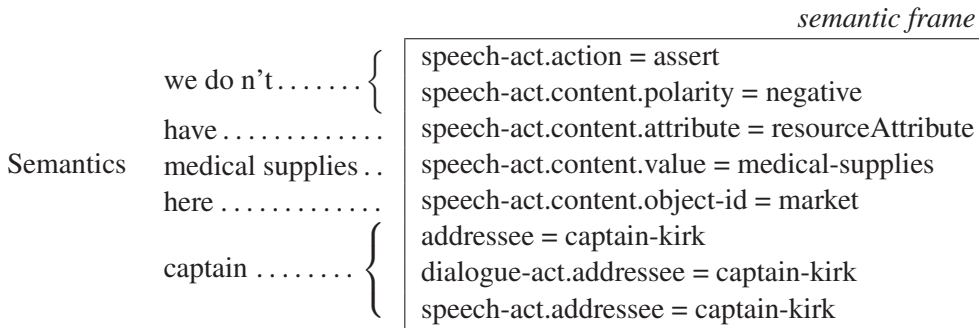 semantic frame
we do n't ....... { speech-act.action = assert
speech-act.content.polarity = negative
have ............. speech-act.content.attribute = resourceAttribute
Semantics medical supplies .. speech-act.content.value = medical-supplies
here ............. speech-act.content.object-id = market
addressee = captain-kirk
captain ........ { dialogue-act.addressee = captain-kirk
speech-act.addressee = captain-kirk